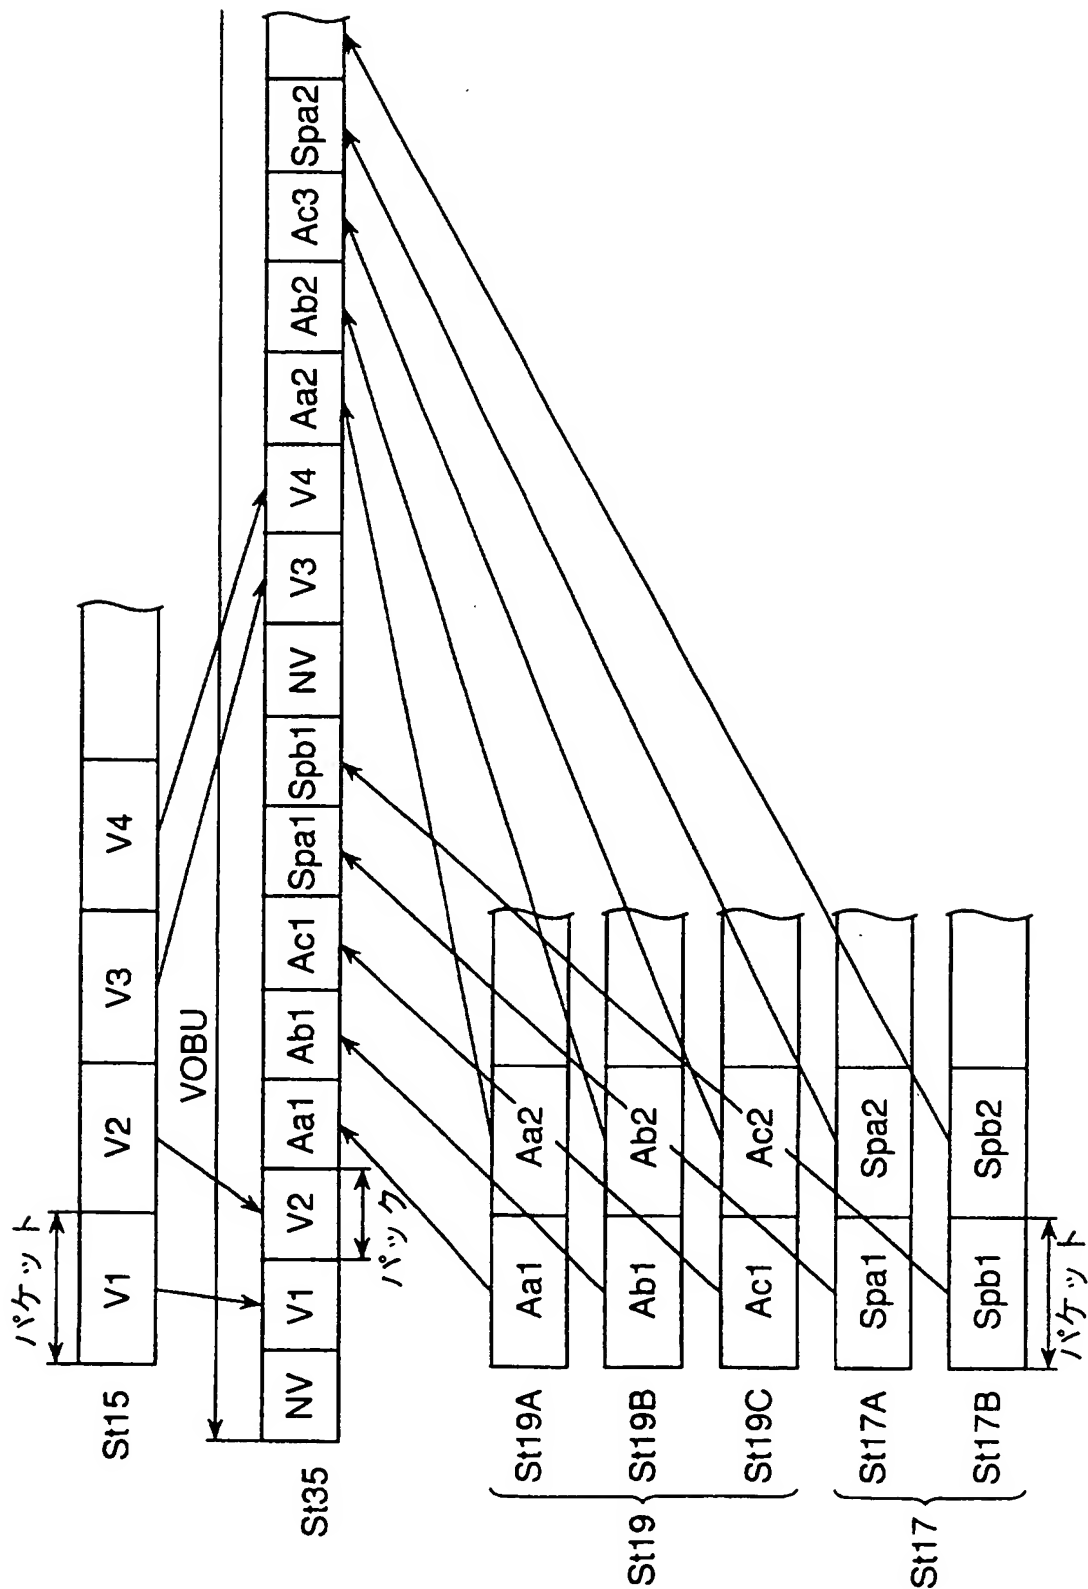 パケット
St15
V1 V2 V3 V4
VOBU
St35
NV V1 V2 Aa1 Ab1 Ac1 Spa1 Spb1 NV V3 V4 Aa2 Ab2 Ac3 Spa2
パック
St19
St19A
Aa1 Aa2
St19B
Ab1 Ab2
St19C
Ac1 Ac2
St17
St17A
Spa1 Spa2
St17B
Spb1 Spb2
パケット